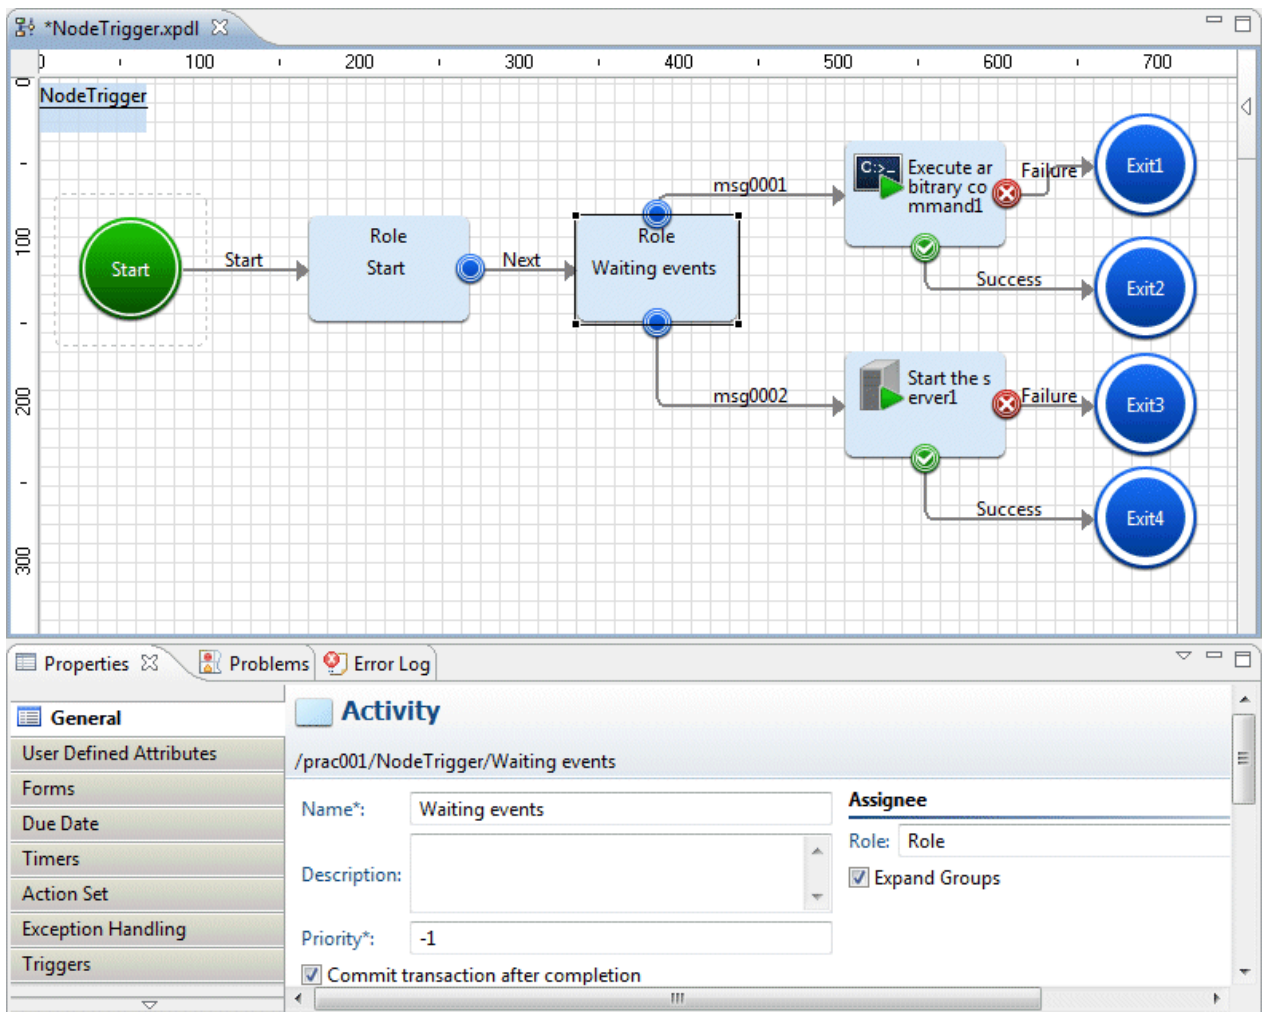 *NodeTrigger.xpdl
0 100 200 300 400 500 600 700
0
100
200
300
NodeTrigger
Start
Start
Role
Start
Next
Role
Waiting events
msg0001
msg0002
C:>_
Execute ar
bitrary co
mmand1
Failure
Success
Exit1
Exit2
Start the s
erver1
Failure
Success
Exit3
Exit4
Properties Problems Error Log
General
User Defined Attributes
Forms
Due Date
Timers
Action Set
Exception Handling
Triggers
Activity
/prac001/NodeTrigger/Waiting events
Name*: Waiting events
Description:
Priority*: -1
Commit transaction after completion
Assignee
Role: Role
Expand Groups